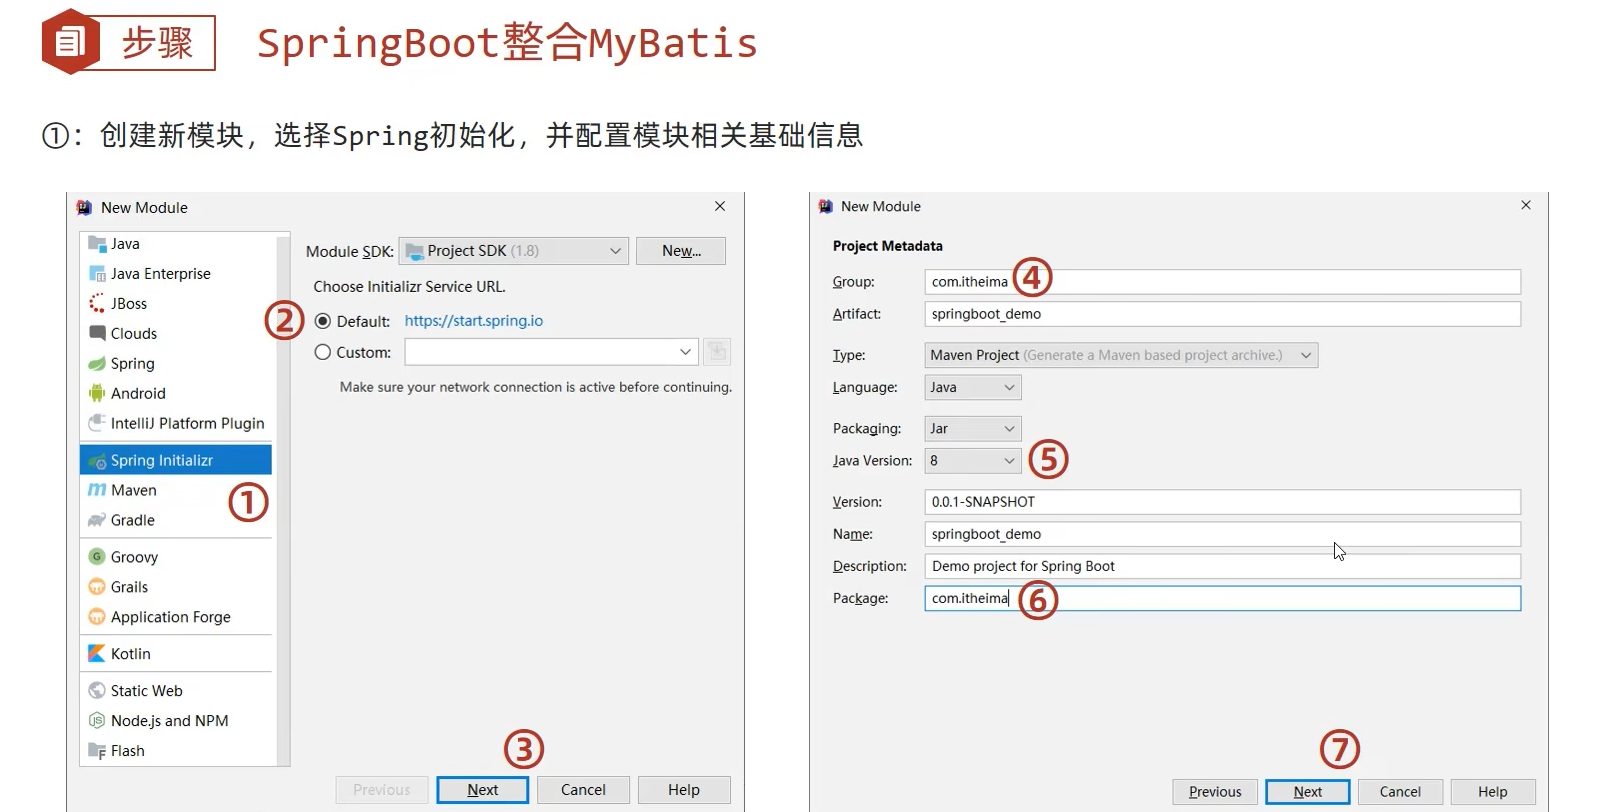 步骤
SpringBoot整合MyBatis
①：创建新模块，选择Spring初始化，并配置模块相关基础信息
New Module
Java
Java Enterprise
JBoss
Clouds
Spring
Android
IntelliJ Platform Plugin
Spring Initializr
①
Maven
Gradle
Groovy
G
Grails
Application Forge
Kotlin
Static Web
Node.js and NPM
Flash
Module SDK: Project SDK (1.8) New...
Choose Initializr Service URL.
② Default: https://start.spring.io
Custom:
Make sure your network connection is active before continuing.
③
Previous Next Cancel Help
New Module
Project Metadata
Group: com.itheima ④
Artifact: springboot_demo
Type: Maven Project (Generate a Maven based project archive.)
Language: Java
Packaging: Jar
Java Version: 8 ⑤
Version: 0.0.1-SNAPSHOT
Name: springboot_demo
Description: Demo project for Spring Boot
Package: com.itheima ⑥
⑦
Previous Next Cancel Help